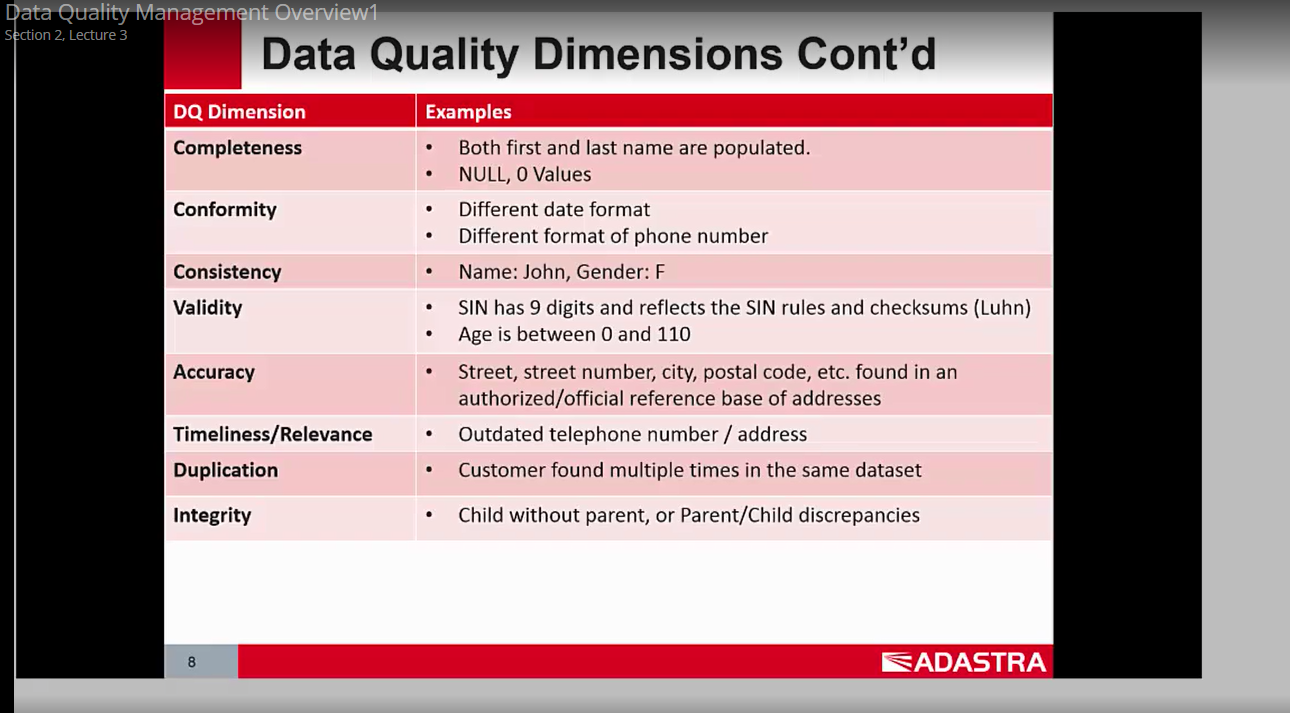 Data Quality Management Overview1
Section 2, Lecture 3
Data Quality Dimensions Cont’d
DQ Dimension Examples
Completeness • Both first and last name are populated.
• NULL, 0 Values
Conformity • Different date format
• Different format of phone number
Consistency • Name: John, Gender: F
Validity • SIN has 9 digits and reflects the SIN rules and checksums (Luhn)
• Age is between 0 and 110
Accuracy • Street, street number, city, postal code, etc. found in an
authorized/official reference base of addresses
Timeliness/Relevance • Outdated telephone number / address
Duplication • Customer found multiple times in the same dataset
Integrity • Child without parent, or Parent/Child discrepancies
8
ADASTRA